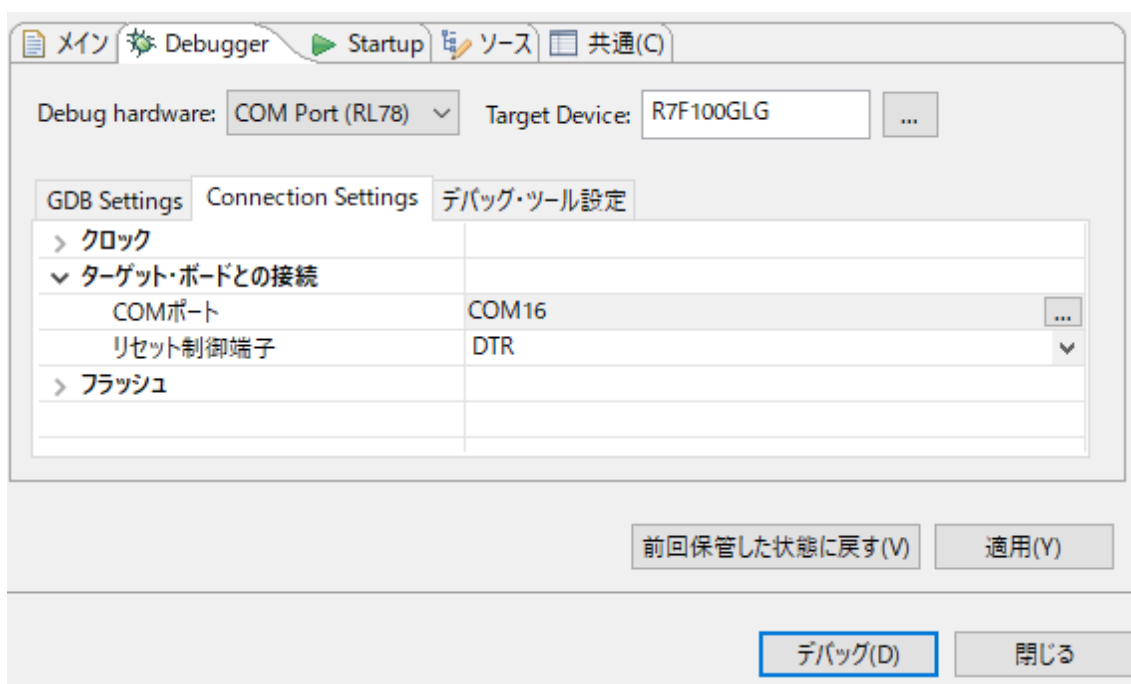 メイン Debugger Startup ソース 共通(C)
Debug hardware: COM Port (RL78) Target Device: R7F100GLG ...
GDB Settings Connection Settings デバッグ・ツール設定
クロック
ターゲット・ボードとの接続
COMポート COM16 ...
リセット制御端子 DTR
フラッシュ
前回保管した状態に戻す(V) 適用(Y)
デバッグ(D) 閉じる